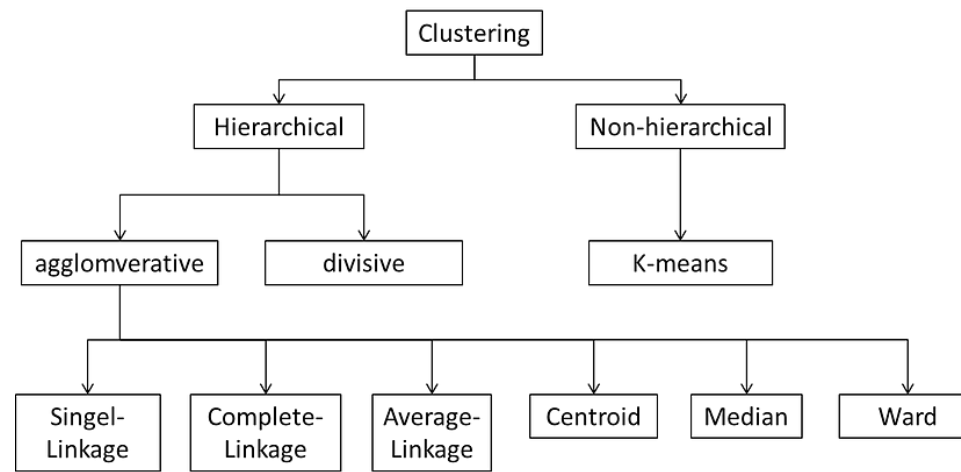 Clustering
Hierarchical
Non-hierarchical
agglomverative
divisive
K-means
Singel-
Linkage
Complete-
Linkage
Average-
Linkage
Centroid
Median
Ward